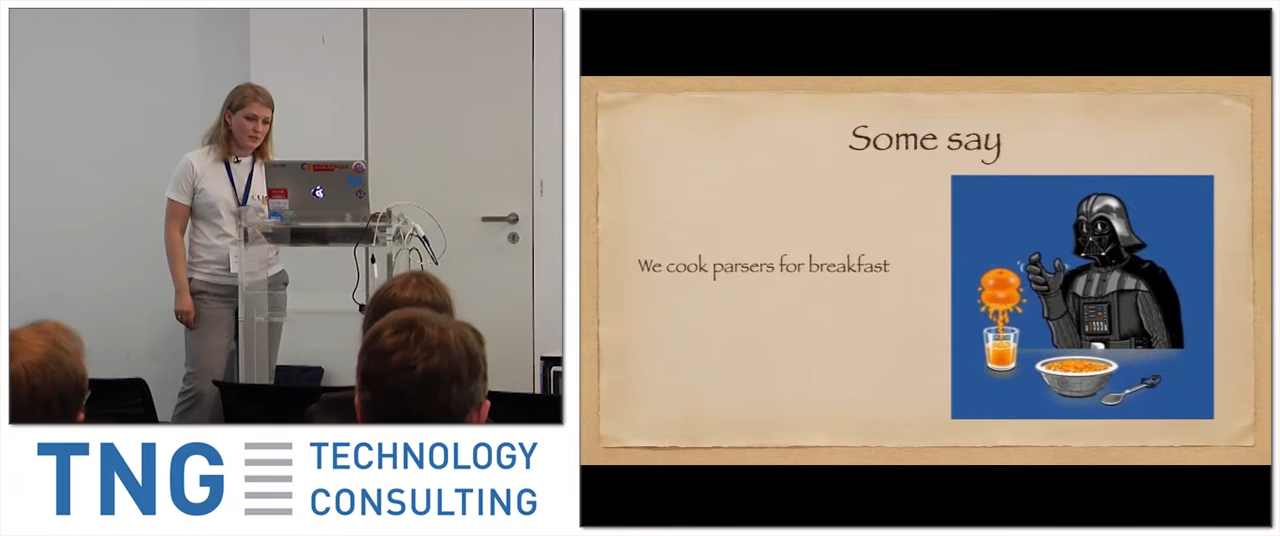 Some say
We cook parsers for breakfast
TNG
TECHNOLOGY
CONSULTING